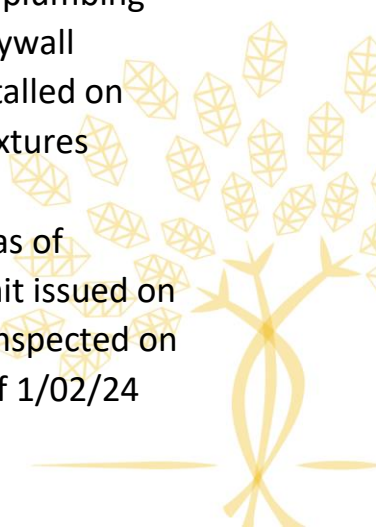 plumbing
ywall
talled on
xtures
as of
it issued on
nspected on
f 1/02/24